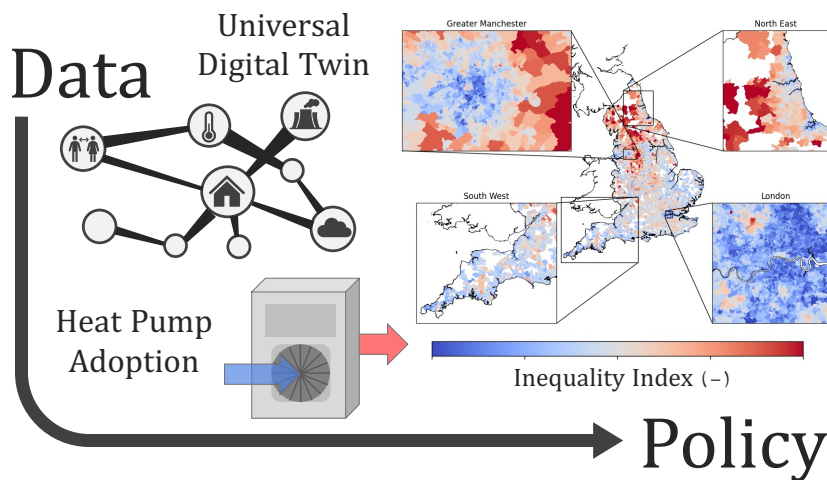 Universal
Digital Twin
Data
Greater Manchester
North East
South West
London
Heat Pump
Adoption
Inequality Index (−)
Policy